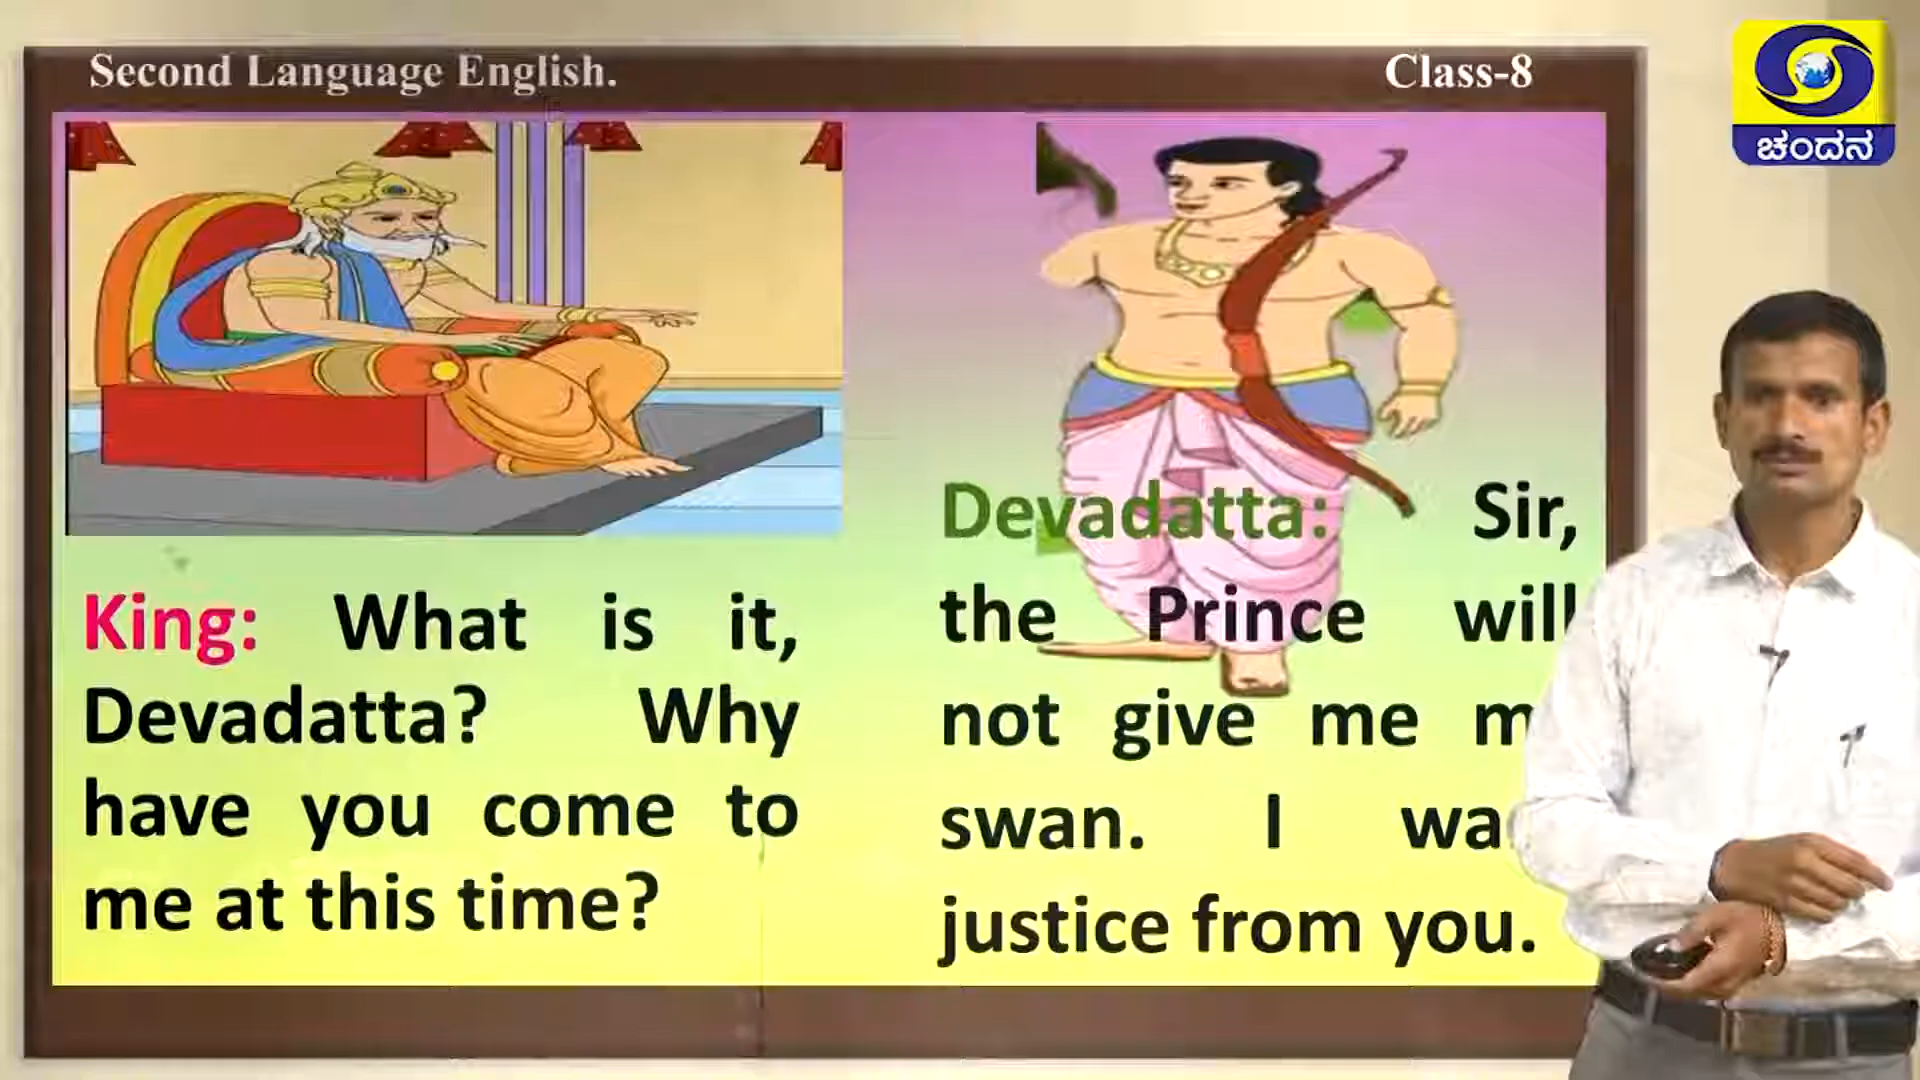 Second Language English.
Class-8
ಚಂದನ
King: What is it,
Devadatta? Why
have you come to
me at this time?
Devadatta: Sir,
the Prince will
not give me
swan. I
justice from you.